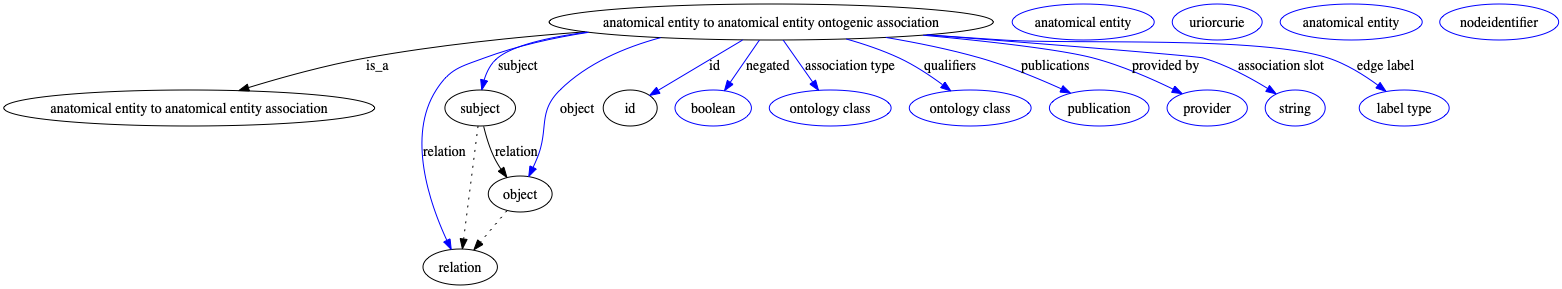 anatomical entity to anatomical entity ontogenic association
anatomical entity
uriorcurie
anatomical entity
nodeidentifier
is_a
subject
id
negated
association type
qualifiers
publications
provided by
association slot
edge label
anatomical entity to anatomical entity association
subject
object
id
boolean
ontology class
ontology class
publication
provider
string
label type
relation
relation
object
relation